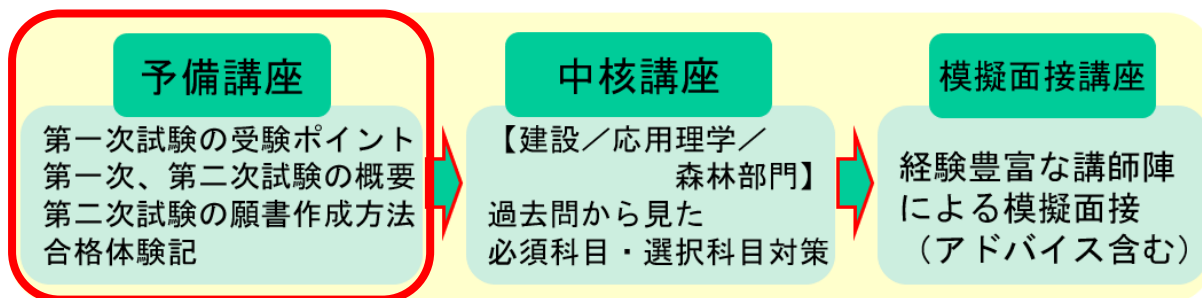 予備講座
第一次試験の受験ポイント
第一次、第二次試験の概要
第二次試験の願書作成方法
合格体験記
中核講座
【建設／応用理学／
森林部門】
過去問から見た
必須科目・選択科目対策
模擬面接講座
経験豊富な講師陣
による模擬面接
（アドバイス含む）